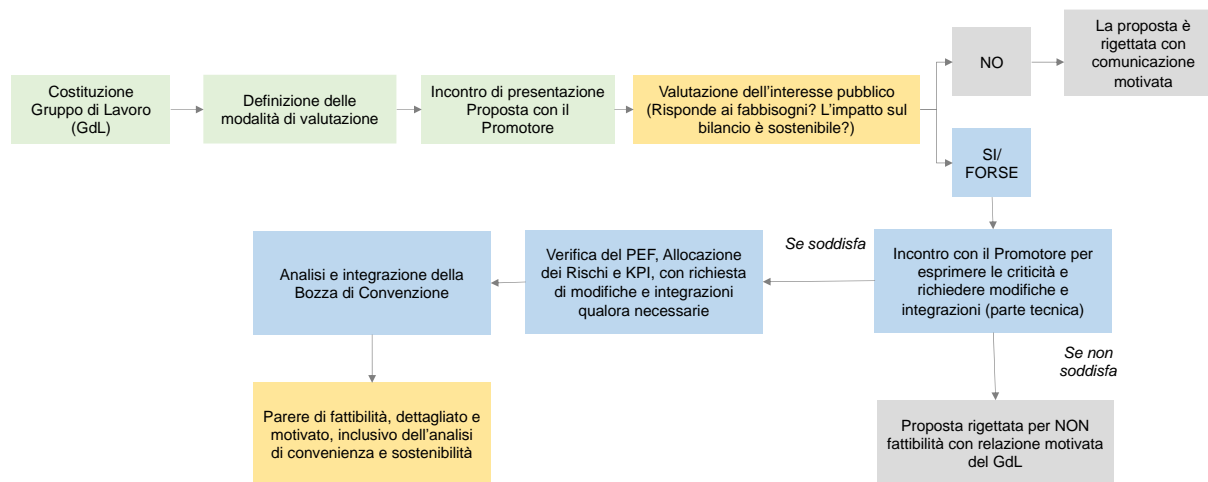 Costituzione
Gruppo di Lavoro
(GdL)
Definizione delle
modalità di valutazione
Incontro di presentazione
Proposta con il
Promotore
Valutazione dell'interesse pubblico
(Risponde ai fabbisogni? L'impatto sul
bilancio è sostenibile?)
NO
La proposta è
rigettata con
comunicazione
motivata
SI/
FORSE
Incontro con il Promotore per
esprimere le criticità e
richiedere modifiche e
integrazioni (parte tecnica)
Se soddisfa
Verifica del PEF, Allocazione
dei Rischi e KPI, con richiesta
di modifiche e integrazioni
qualora necessarie
Analisi e integrazione della
Bozza di Convenzione
Se non
soddisfa
Parere di fattibilità, dettagliato e
motivato, inclusivo dell'analisi
di convenienza e sostenibilità
Proposta rigettata per NON
fattibilità con relazione motivata
del GdL